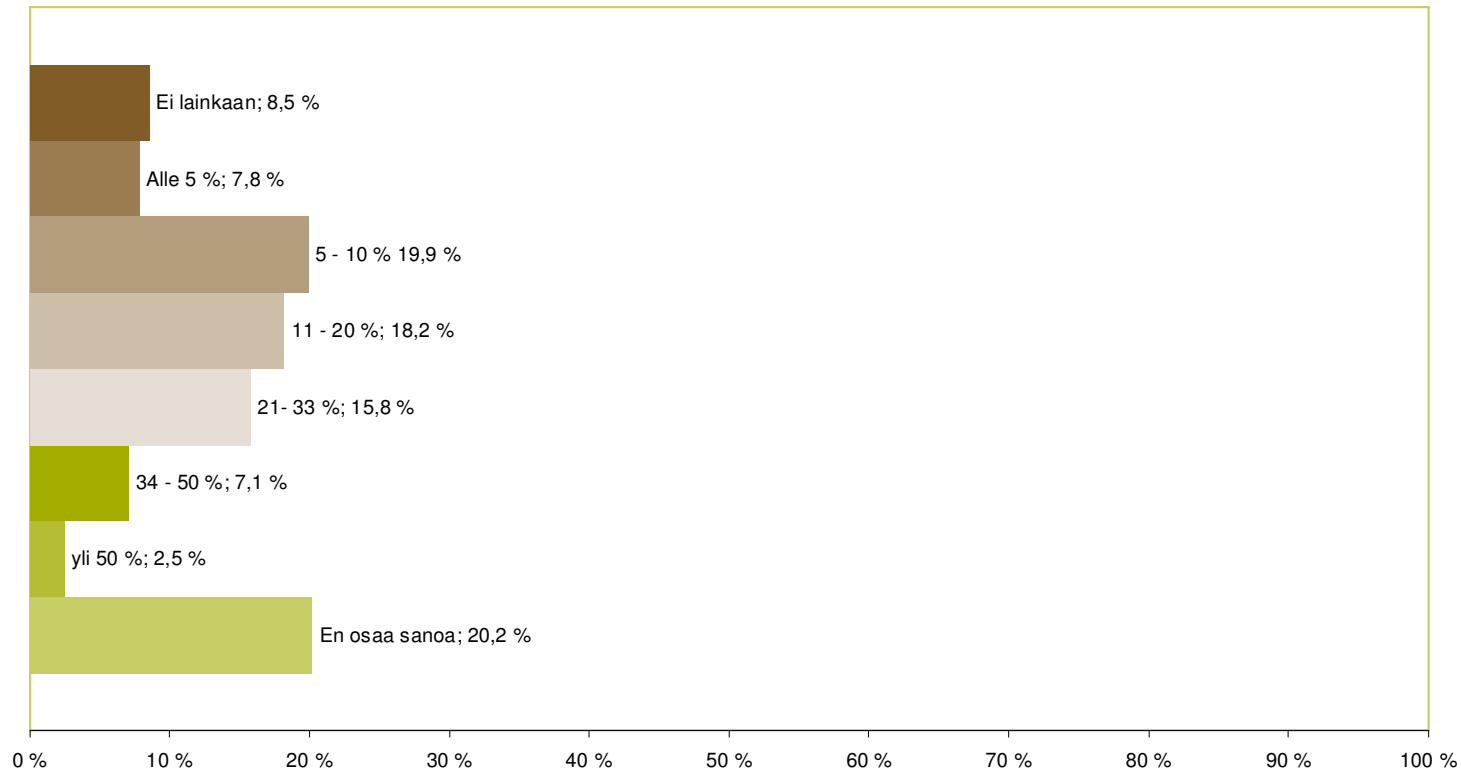 Ei lainkaan; 8,5 %
Alle 5 %; 7,8 %
5 - 10 % 19,9 %
11 - 20 %; 18,2 %
21- 33 %; 15,8 %
34 - 50 %; 7,1 %
yli 50 %; 2,5 %
En osaa sanoa; 20,2 %
0 % 10 % 20 % 30 % 40 % 50 % 60 % 70 % 80 % 90 % 100 %